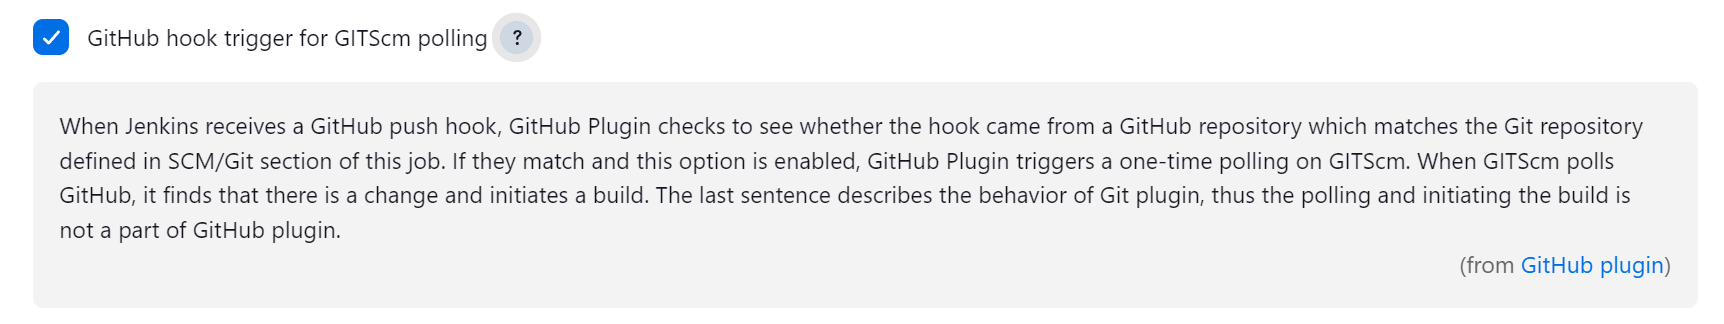 GitHub hook trigger for GITScm polling ?
When Jenkins receives a GitHub push hook, GitHub Plugin checks to see whether the hook came from a GitHub repository which matches the Git repository
defined in SCM/Git section of this job. If they match and this option is enabled, GitHub Plugin triggers a one-time polling on GITScm. When GITScm polls
GitHub, it finds that there is a change and initiates a build. The last sentence describes the behavior of Git plugin, thus the polling and initiating the build is
not a part of GitHub plugin.
(from GitHub plugin)